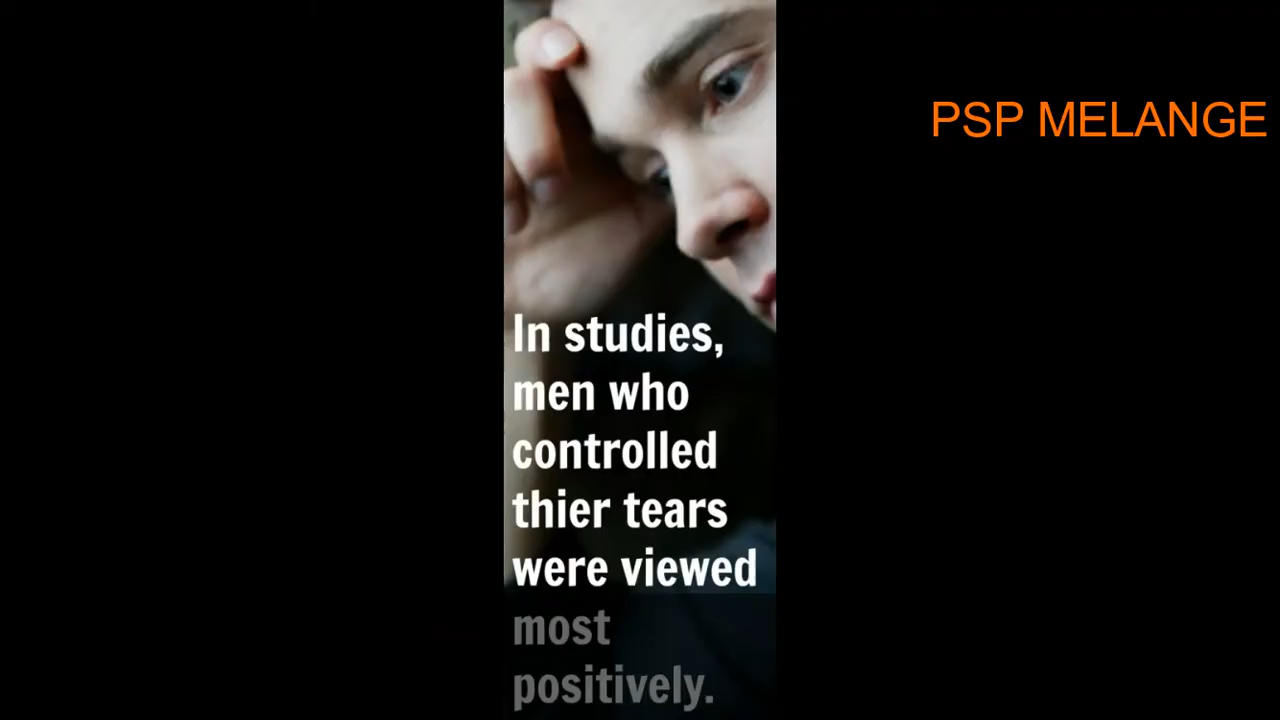 PSP MELANGE
In studies,
men who
controlled
thier tears
were viewed
most
positively.